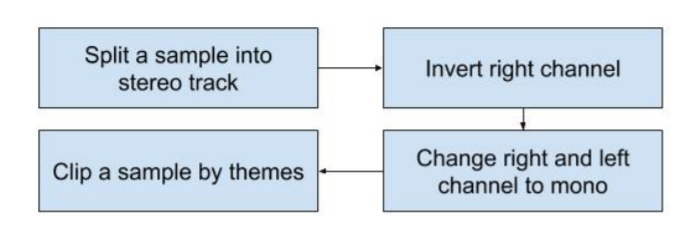 Split a sample into
stereo track
Invert right channel
Change right and left
channel to mono
Clip a sample by themes